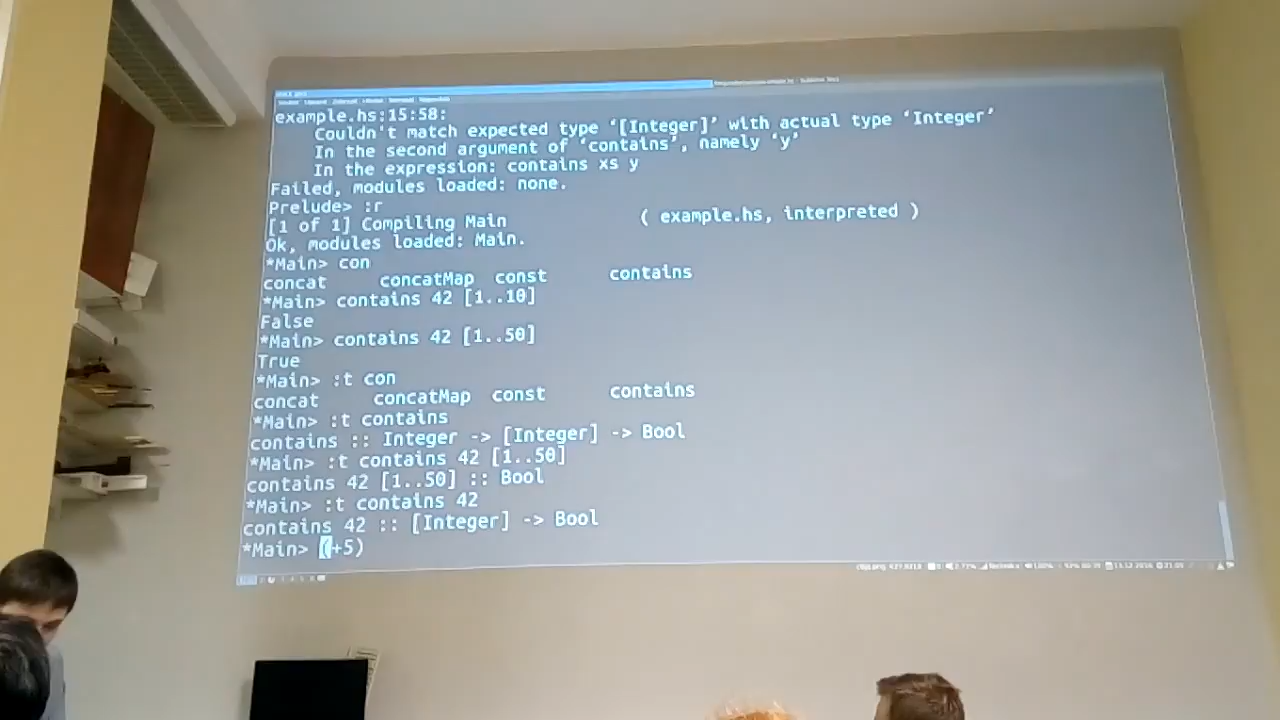 example.hs:15:58:
Couldn't match expected type ‘[Integer]’ with actual type ‘Integer’
In the second argument of ‘contains’, namely ‘y’
In the expression: contains xs y
Failed, modules loaded: none.
Prelude> :r
[1 of 1] Compiling Main ( example.hs, interpreted )
Ok, modules loaded: Main.
*Main> con
concat concatMap const contains
*Main> contains 42 [1..10]
False
*Main> contains 42 [1..50]
True
*Main> :t con
concat concatMap const contains
*Main> :t contains
contains :: Integer -> [Integer] -> Bool
*Main> :t contains 42 [1..50]
contains 42 [1..50] :: Bool
*Main> :t contains 42
contains 42 :: [Integer] -> Bool
*Main> (+5)